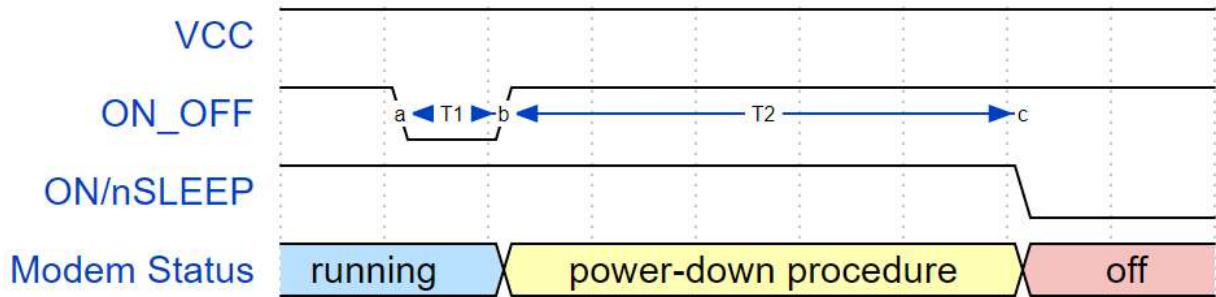 VCC
ON_OFF a T1 b T2 c
ON/nSLEEP
Modem Status running power-down procedure off